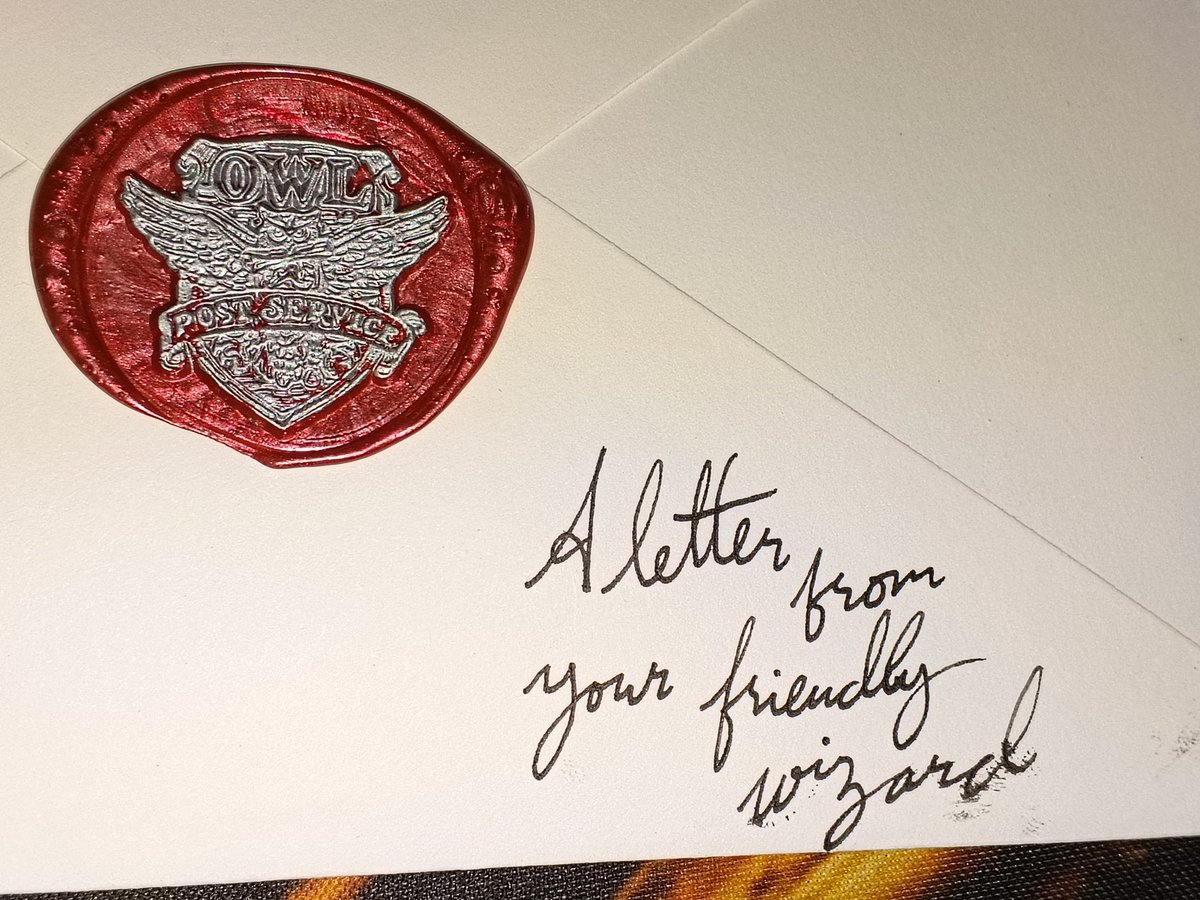 OWL
POST SERVICE
A letter from
your friendly
wizard